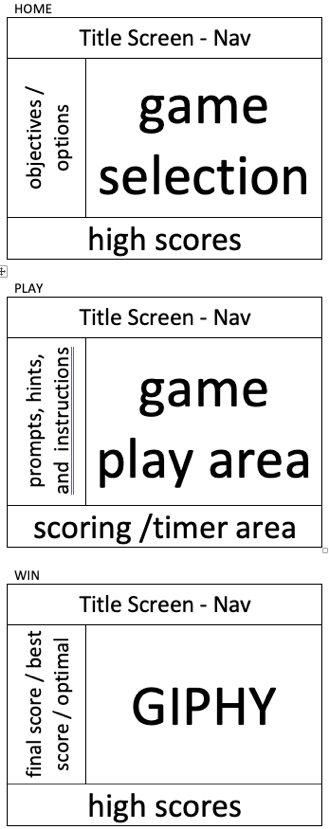 HOME
Title Screen - Nav
objectives /
options
game
selection
high scores
PLAY
Title Screen - Nav
prompts, hints,
and instructions
game
play area
scoring /timer area
WIN
Title Screen - Nav
final score / best
score / optimal
GIPHY
high scores